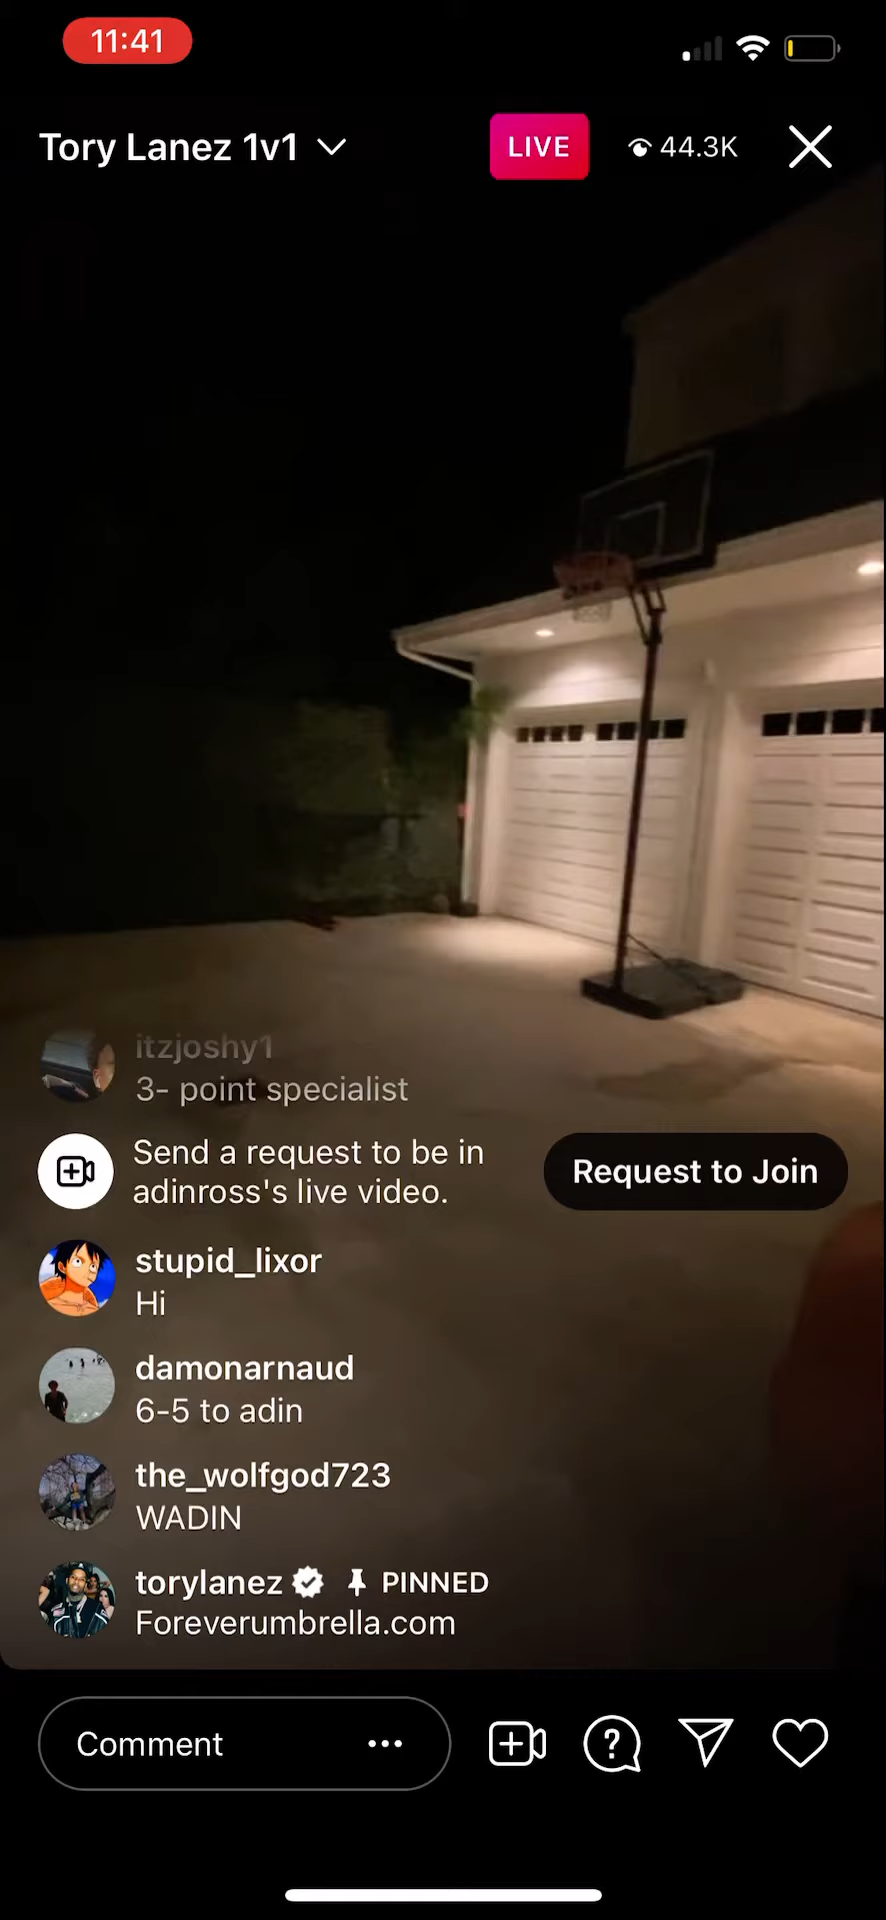 11:41
Tory Lanez 1v1
LIVE
44.3K
itzjoshy1
3- point specialist
Send a request to be in
adinross's live video.
Request to Join
stupid_lixor
Hi
damonarnaud
6-5 to adin
the_wolfgod723
WADIN
torylanez PINNED
Foreverumbrella.com
Comment